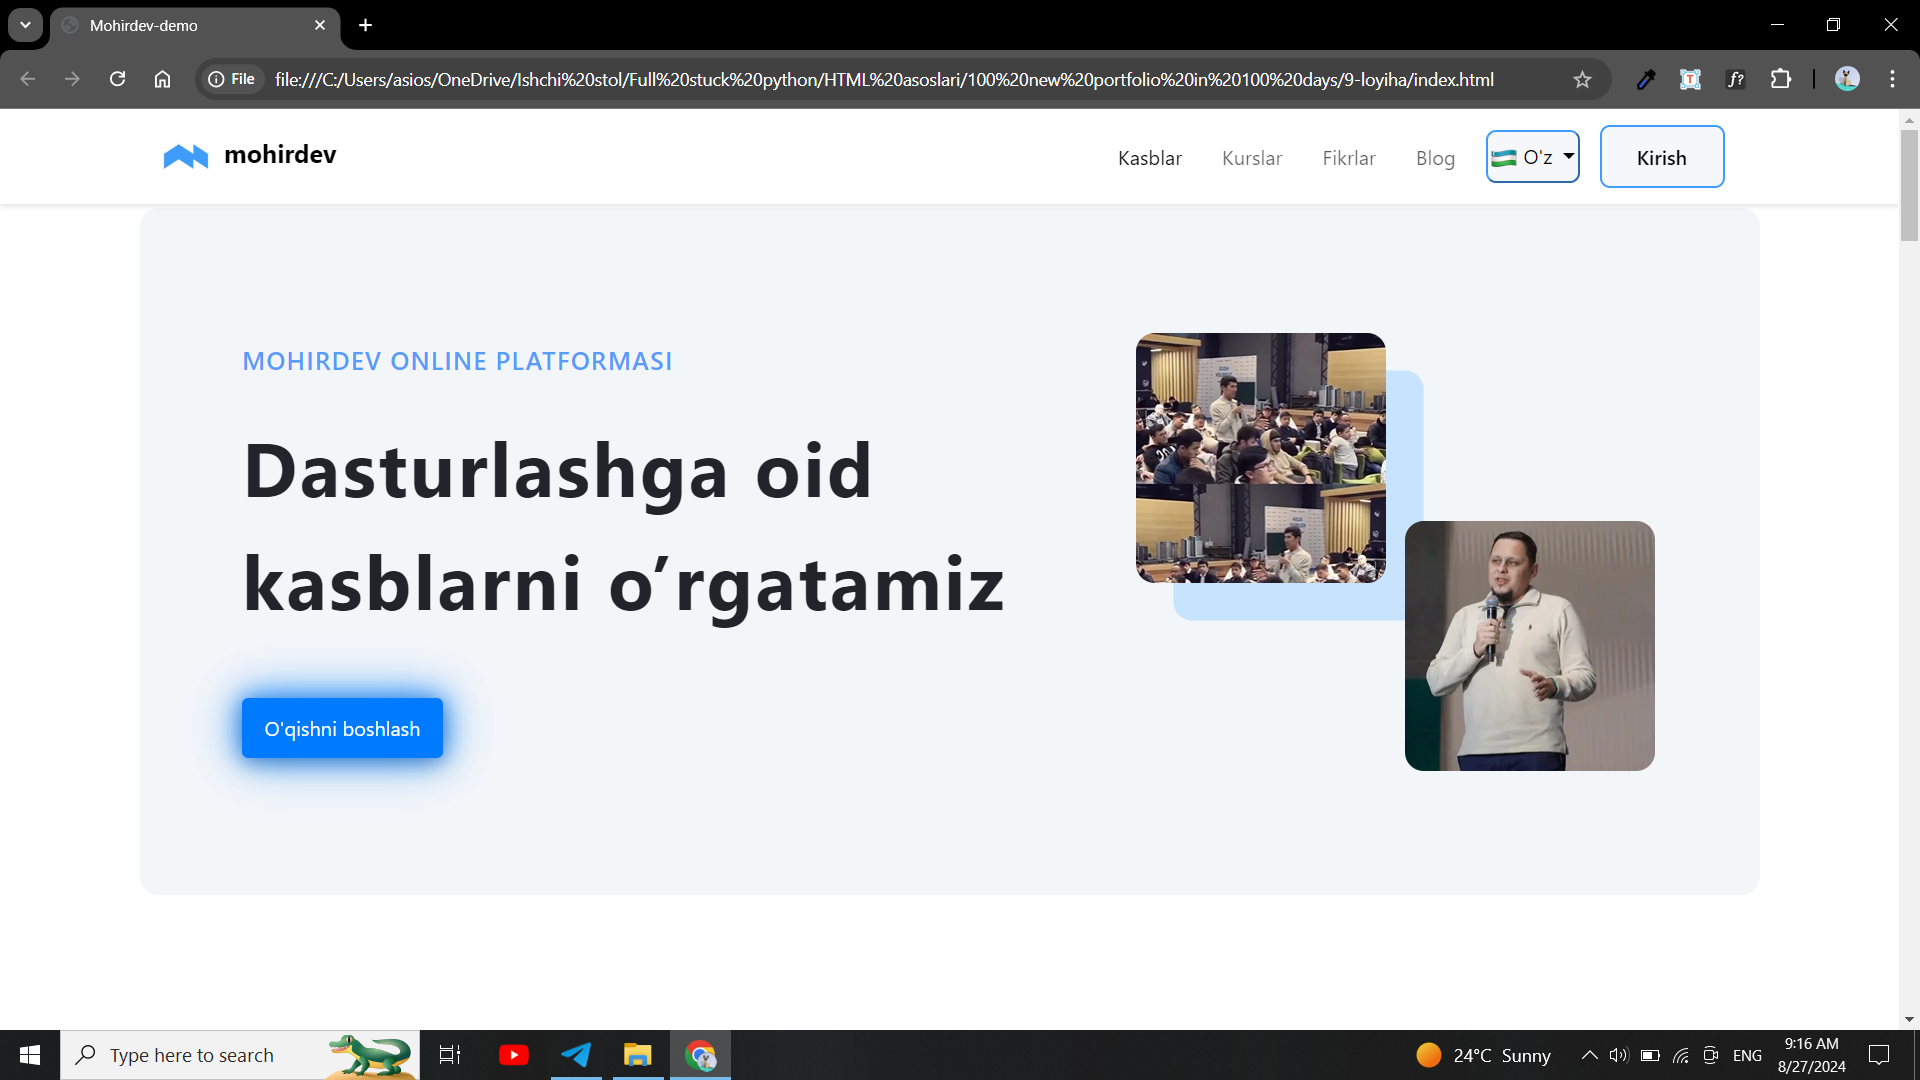 Mohirdev-demo
File
file:///C:/Users/asios/OneDrive/Ishchi%20stol/Full%20stuck%20python/HTML%20asoslari/100%20new%20portfolio%20in%20100%20days/9-loyiha/index.html
mohirdev
Kasblar
Kurslar
Fikrlar
Blog
O'z
Kirish
MOHIRDEV ONLINE PLATFORMASI
Dasturlashga oid
kasblarni oʼrgatamiz
O'qishni boshlash
Type here to search
24°C Sunny
ENG
9:16 AM
8/27/2024